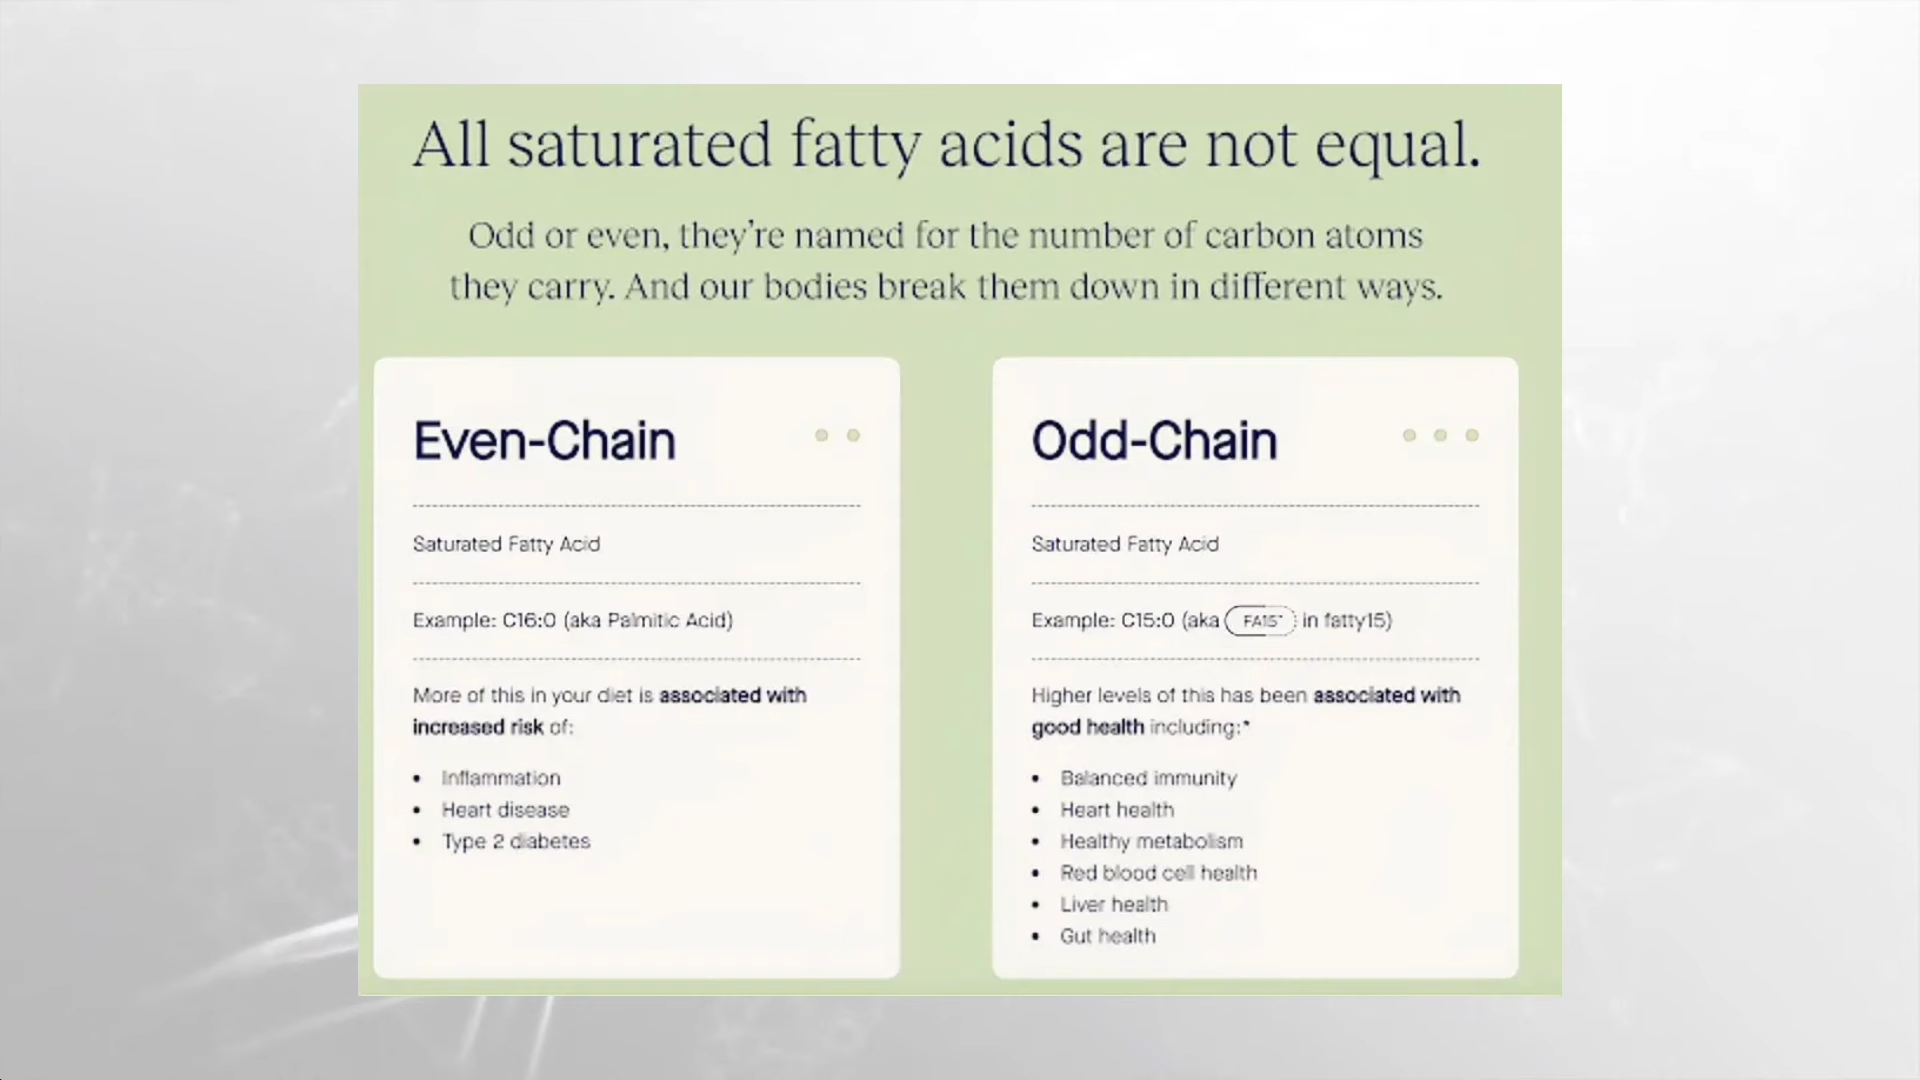 All saturated fatty acids are not equal.
Odd or even, they're named for the number of carbon atoms
they carry. And our bodies break them down in different ways.
Even-Chain
Saturated Fatty Acid
Example: C16:0 (aka Palmitic Acid)
More of this in your diet is associated with
increased risk of:
• Inflammation
• Heart disease
• Type 2 diabetes
Odd-Chain
Saturated Fatty Acid
Example: C15:0 (aka FA15™ in fatty15)
Higher levels of this has been associated with
good health including:*
• Balanced immunity
• Heart health
• Healthy metabolism
• Red blood cell health
• Liver health
• Gut health